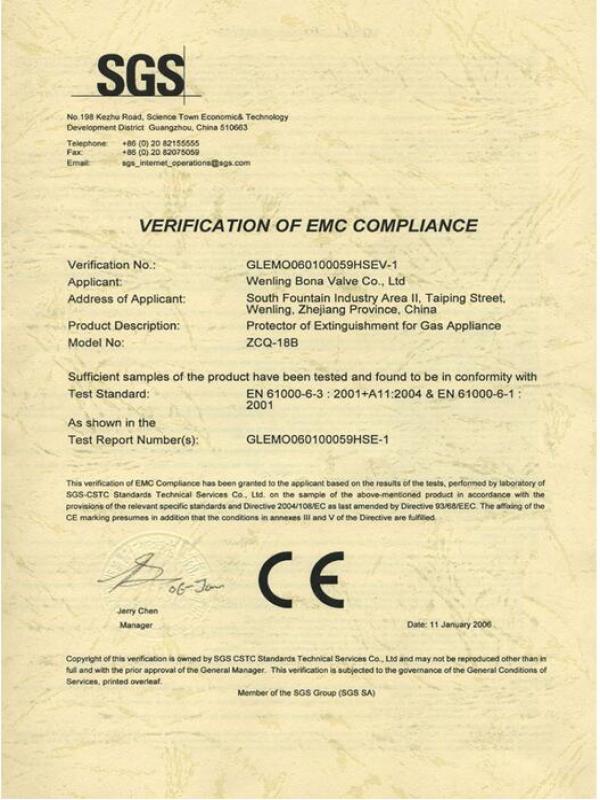 SGS
No.198 Kezhu Road, Science Town Economic& Technology
Development District Guangzhou, China 510663
Telephone: +86 (0) 20 82155555
Fax: +86 (0) 20 82075059
Email: sgs_internet_operations@sgs.com
VERIFICATION OF EMC COMPLIANCE
Verification No.: GLEMO060100059HSEV-1
Applicant: Wenling Bona Valve Co., Ltd
Address of Applicant: South Fountain Industry Area II, Taiping Street,
Wenling, Zhejiang Province, China
Product Description: Protector of Extinguishment for Gas Appliance
Model No: ZCQ-18B
Sufficient samples of the product have been tested and found to be in conformity with
Test Standard: EN 61000-6-3 : 2001+A11:2004 & EN 61000-6-1 :
2001
As shown in the
Test Report Number(s): GLEMO060100059HSE-1
This verification of EMC Compliance has been granted to the applicant based on the results of the tests, performed by laboratory of
SGS-CSTC Standards Technical Services Co., Ltd. on the sample of the above-mentioned product in accordance with the
provisions of the relevant specific standards and Directive 2004/108/EC as last amended by Directive 93/68/EEC. The affixing of the
CE marking presumes in addition that the conditions in annexes III and V of the Directive are fulfilled.
06-Jan
CE
Jerry Chen
Manager
Date: 11 January 2006
Copyright of this verification is owned by SGS CSTC Standards Technical Services Co., Ltd and may not be reproduced other than in
full and with the prior approval of the General Manager. This verification is subjected to the governance of the General Conditions of
Services, printed overleaf.
Member of the SGS Group (SGS SA)